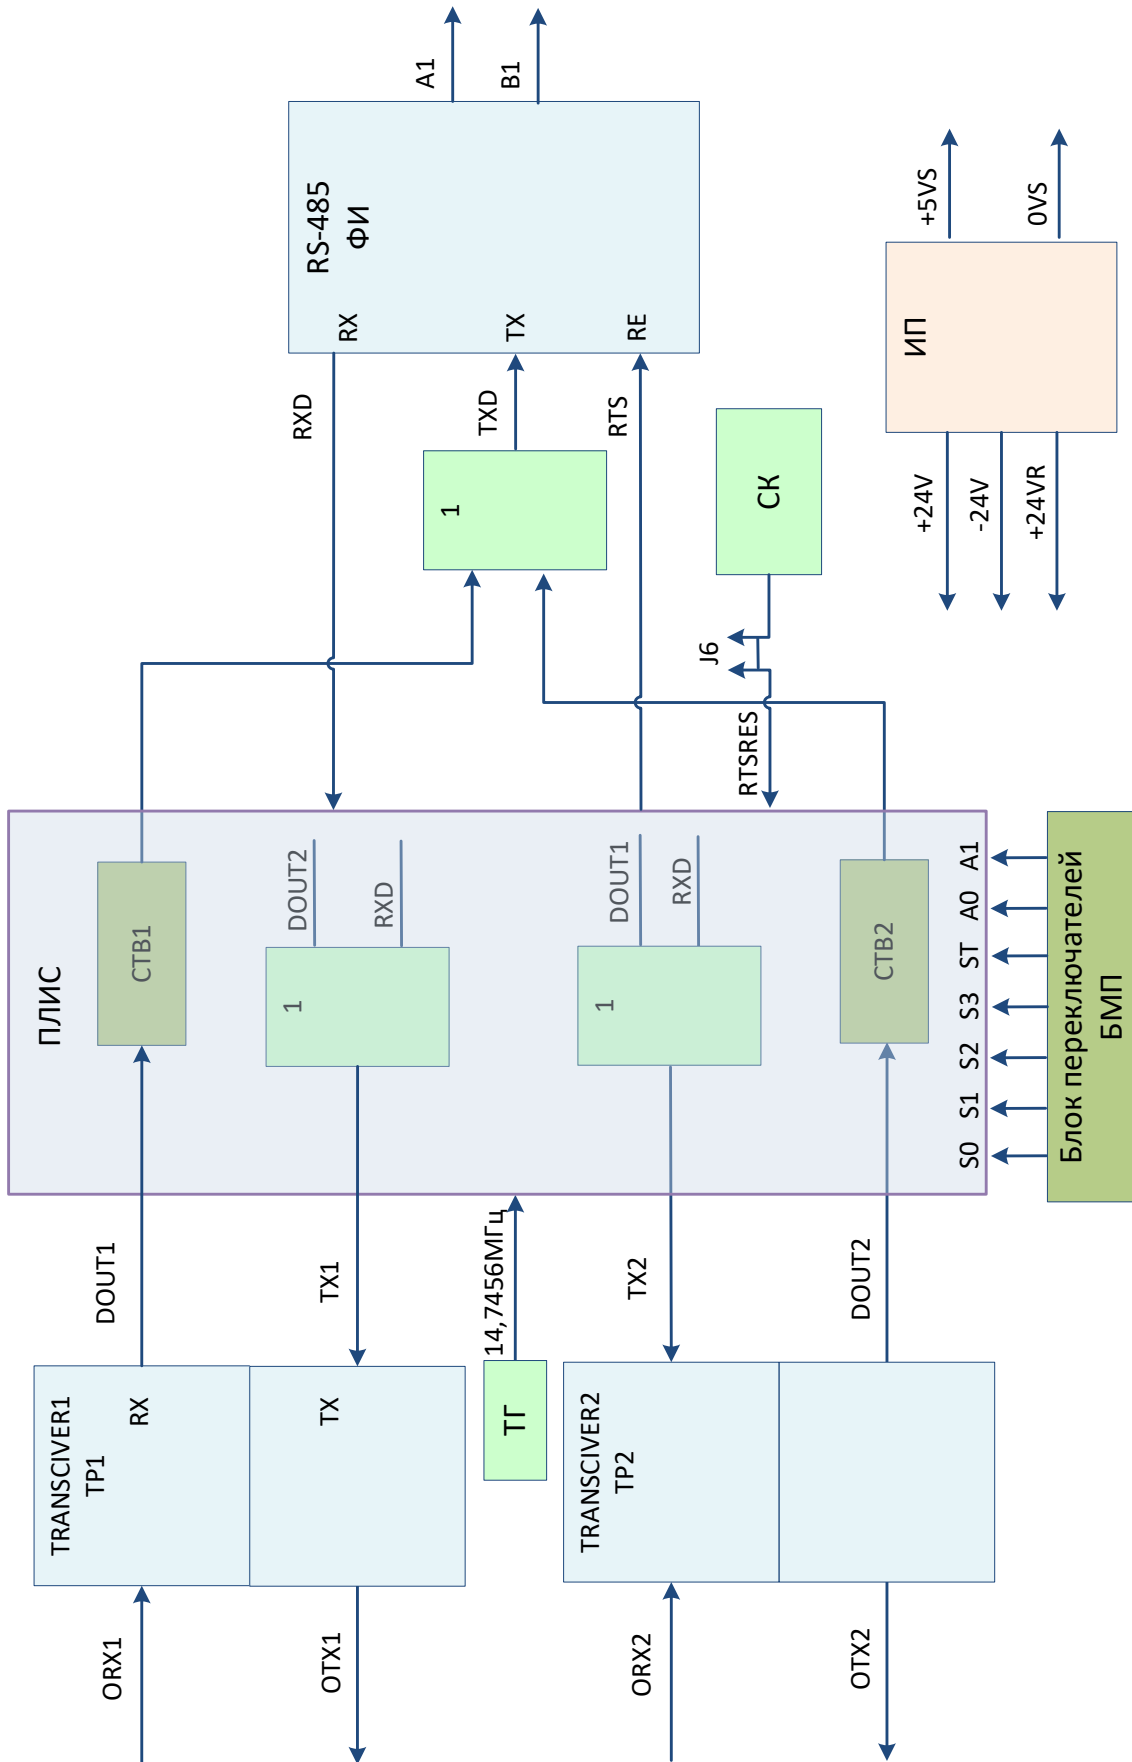 ORX1
OTX1
ORX2
OTX2
TRANSCIVER1
TP1
RX
TX
ТГ
TRANSCIVER2
TP2
DOUT1
TX1
14,7456МГц
TX2
DOUT2
ПЛИС
СТВ1
1
DOUT2
RXD
1
DOUT1
RXD
СТВ2
S0
S1
S2
S3
ST
A0
A1
Блок переключателей
БМП
RTSRES
J6
СК
RXD
1
TXD
RTS
RS-485
ФИ
RX
TX
RE
A1
B1
ИП
+24V
-24V
+24VR
+5VS
0VS